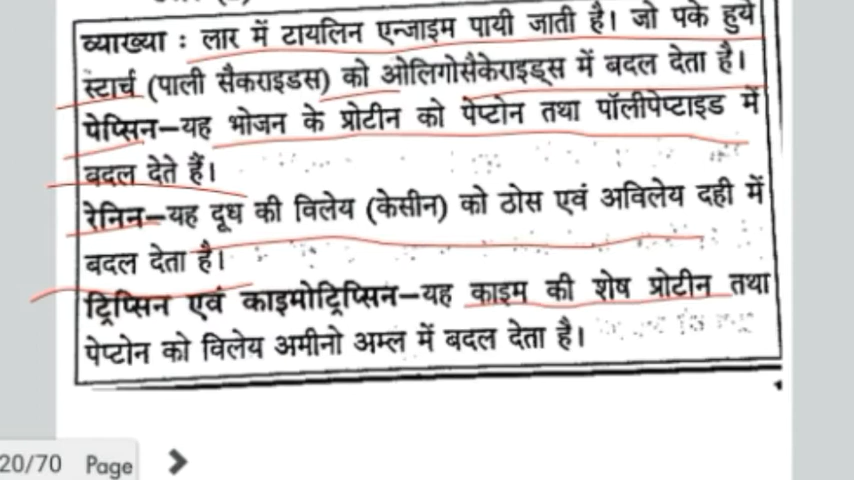 व्याख्या : लार में टायलिन एन्जाइम पायी जाती है। जो पके हुये
स्टार्च (पाली सैकराइडस) को ओलिगोसैकेराइड्स में बदल देता है।
पेप्सिन–यह भोजन के प्रोटीन को पेप्टोन तथा पॉलीपेप्टाइड में
बदल देते हैं।
रेनिन–यह दूध की विलेय (केसीन) को ठोस एवं अविलेय दही में
बदल देता है।
ट्रिप्सिन एवं काइमोट्रिप्सिन–यह काइम की शेष प्रोटीन तथा
पेप्टोन को विलेय अमीनो अम्ल में बदल देता है।
20/70 Page